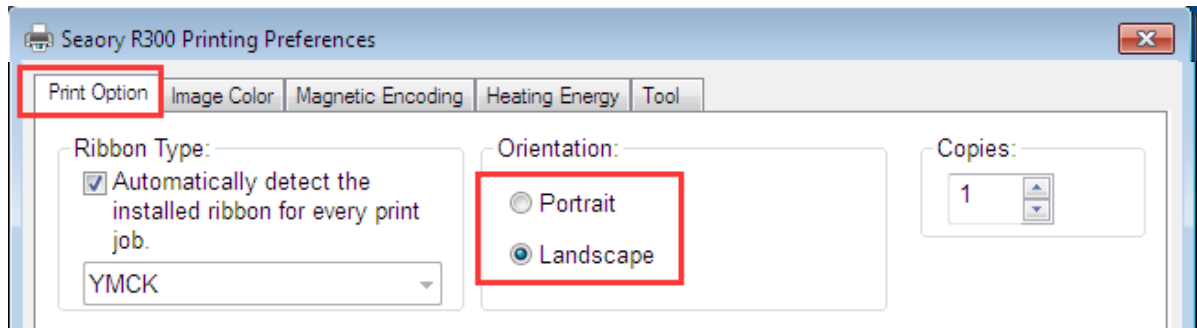 Seaory R300 Printing Preferences
Print Option Image Color Magnetic Encoding Heating Energy Tool
Ribbon Type:
Automatically detect the
installed ribbon for every print
job.
YMCK
Orientation:
Portrait
Landscape
Copies:
1